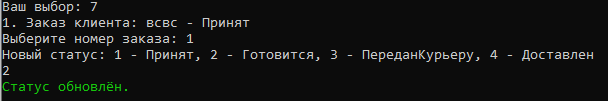 Ваш выбор: 7
1. Заказ клиента: всвс - Принят
Выберите номер заказа: 1
Новый статус: 1 - Принят, 2 - Готовится, 3 - ПереданКурьеру, 4 - Доставлен
2
Статус обновлён.